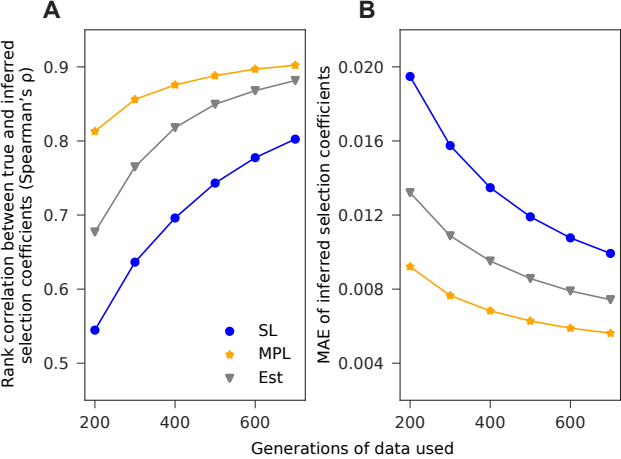 A
B
Rank correlation between true and inferred
selection coefficients (Spearman's ρ)
0.9
0.8
0.7
0.6
0.5
SL
MPL
Est
200
400
600
MAE of inferred selection coefficients
0.020
0.016
0.012
0.008
0.004
200
400
600
Generations of data used